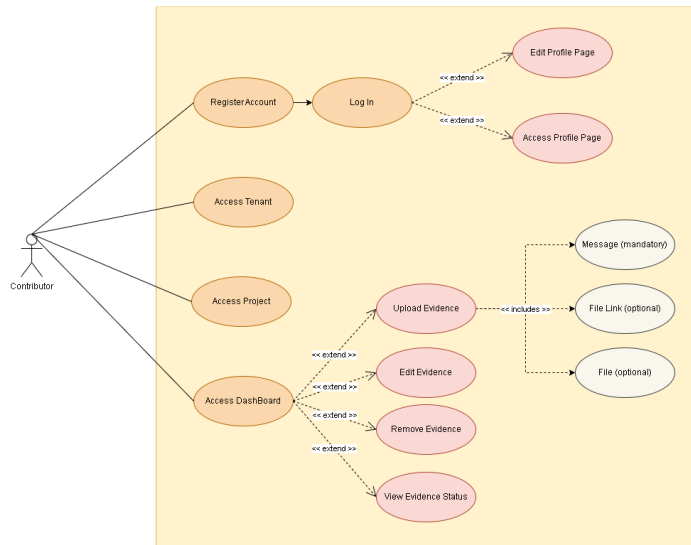 Edit Profile Page
<< extend >>
RegisterAccount
Log In
<< extend >>
Access Profile Page
Access Tenant
Contributor
Message (mandatory)
Access Project
Upload Evidence
<< includes >>
File Link (optional)
<< extend >>
Edit Evidence
File (optional)
<< extend >>
Access DashBoard
<< extend >>
Remove Evidence
<< extend >>
View Evidence Status